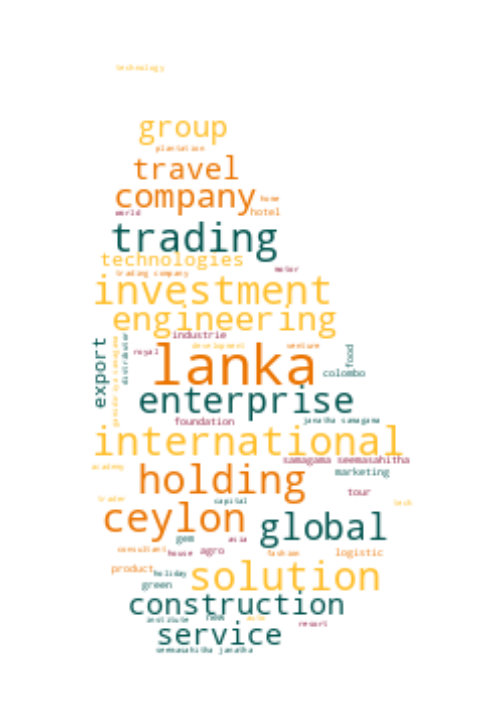 technology
group
plantation
travel
company
home
world
hotel
trading
technologies
trading company
motor
investment
engineering
industrie
development
venture
royal
lanka
food
colombo
export
distributor
enterprise
foundation
janatha samagama
international
samagama seemasahitha
academy
marketing
holding
tour
trader
capital
tech
ceylon
global
gem
asia
consultant
house
agro
fashion
logistic
product
holiday
solution
green
construction
institute
new
auto
resort
service
seemasahitha janatha